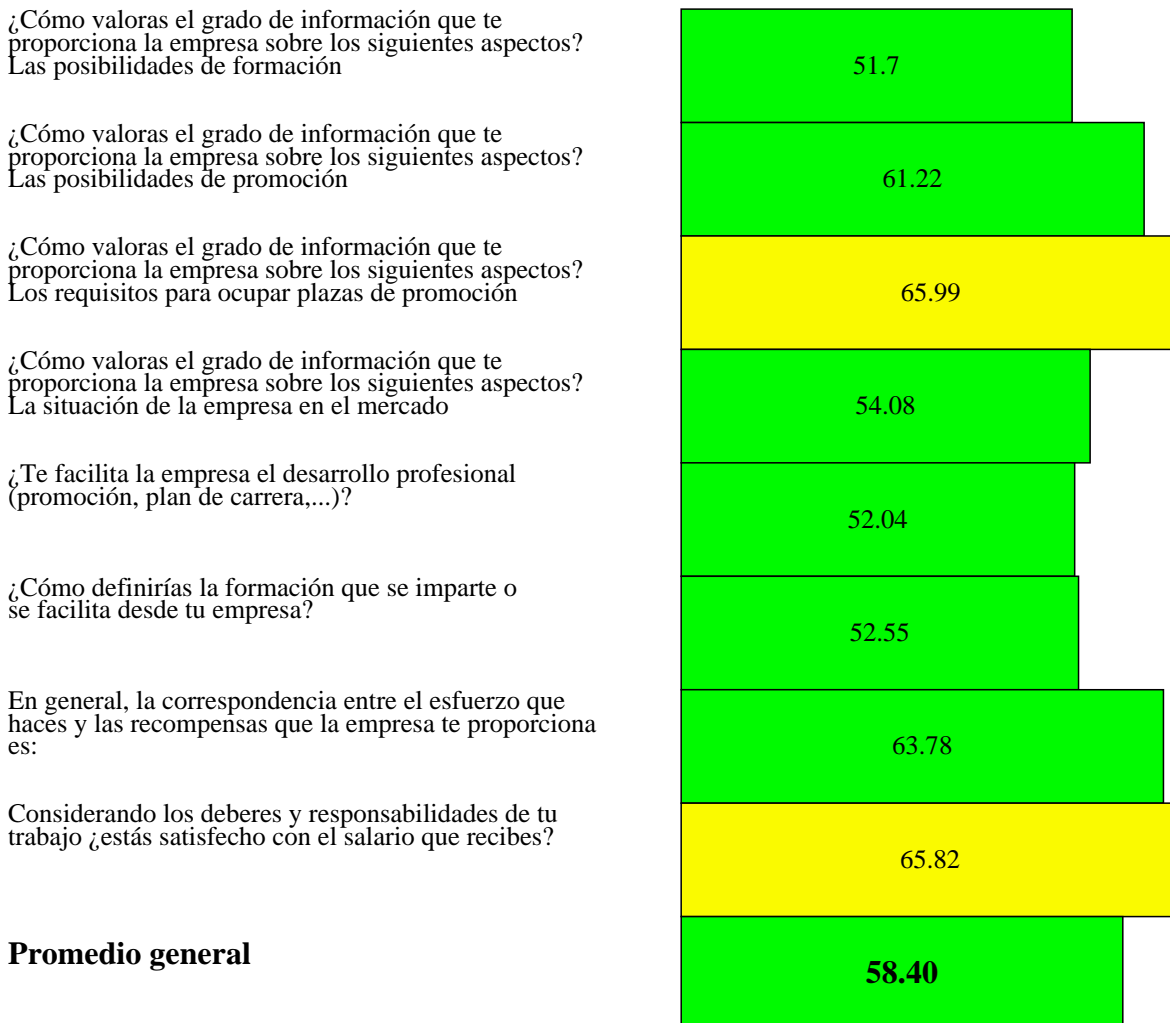 ¿Cómo valoras el grado de información que te
proporciona la empresa sobre los siguientes aspectos?
Las posibilidades de formación
51.7
¿Cómo valoras el grado de información que te
proporciona la empresa sobre los siguientes aspectos?
Las posibilidades de promoción
61.22
¿Cómo valoras el grado de información que te
proporciona la empresa sobre los siguientes aspectos?
Los requisitos para ocupar plazas de promoción
65.99
¿Cómo valoras el grado de información que te
proporciona la empresa sobre los siguientes aspectos?
La situación de la empresa en el mercado
54.08
¿Te facilita la empresa el desarrollo profesional
(promoción, plan de carrera,...)?
52.04
¿Cómo definirías la formación que se imparte o
se facilita desde tu empresa?
52.55
En general, la correspondencia entre el esfuerzo que
haces y las recompensas que la empresa te proporciona
es:
63.78
Considerando los deberes y responsabilidades de tu
trabajo ¿estás satisfecho con el salario que recibes?
65.82
Promedio general
58.40